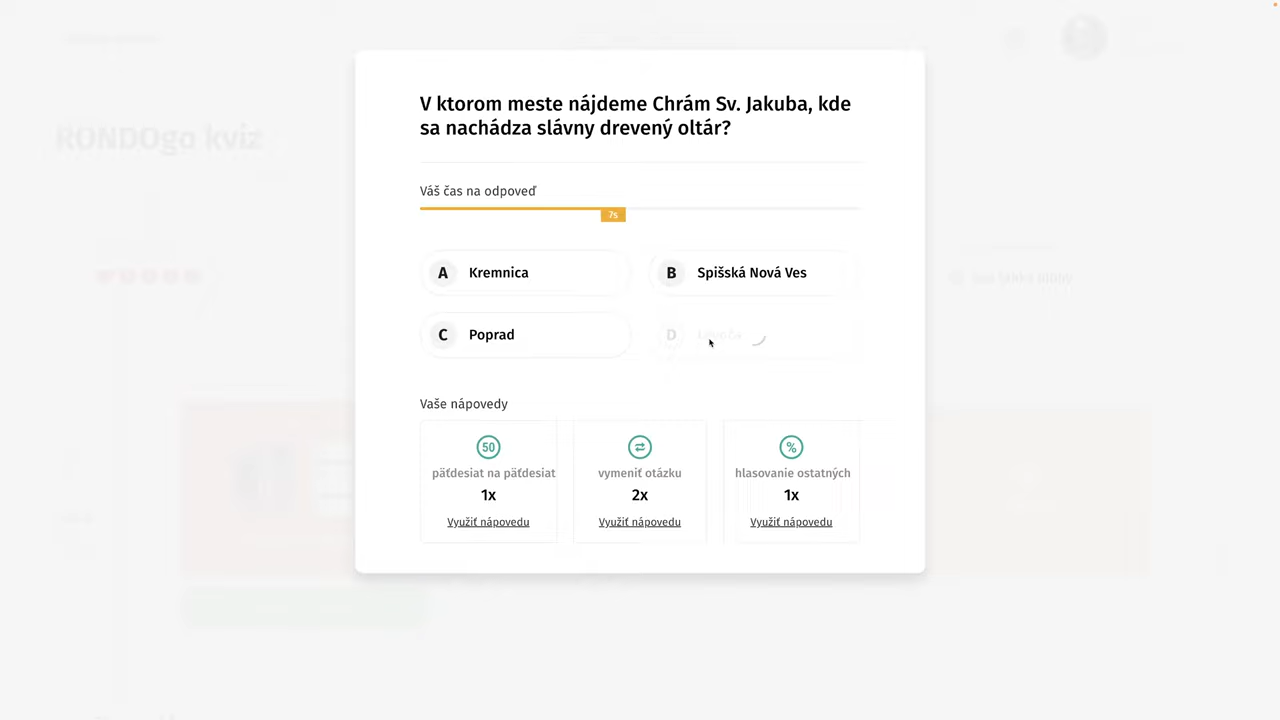 RONDOgo kvíz
V ktorom meste nájdeme Chrám Sv. Jakuba, kde
sa nachádza slávny drevený oltár?
Váš čas na odpoveď
7s
A Kremnica
B Spišská Nová Ves
C Poprad
D
Vaše nápovedy
50
päťdesiat na päťdesiat
1x
Využiť nápovedu
vymeniť otázku
2x
Využiť nápovedu
%
hlasovanie ostatných
1x
Využiť nápovedu